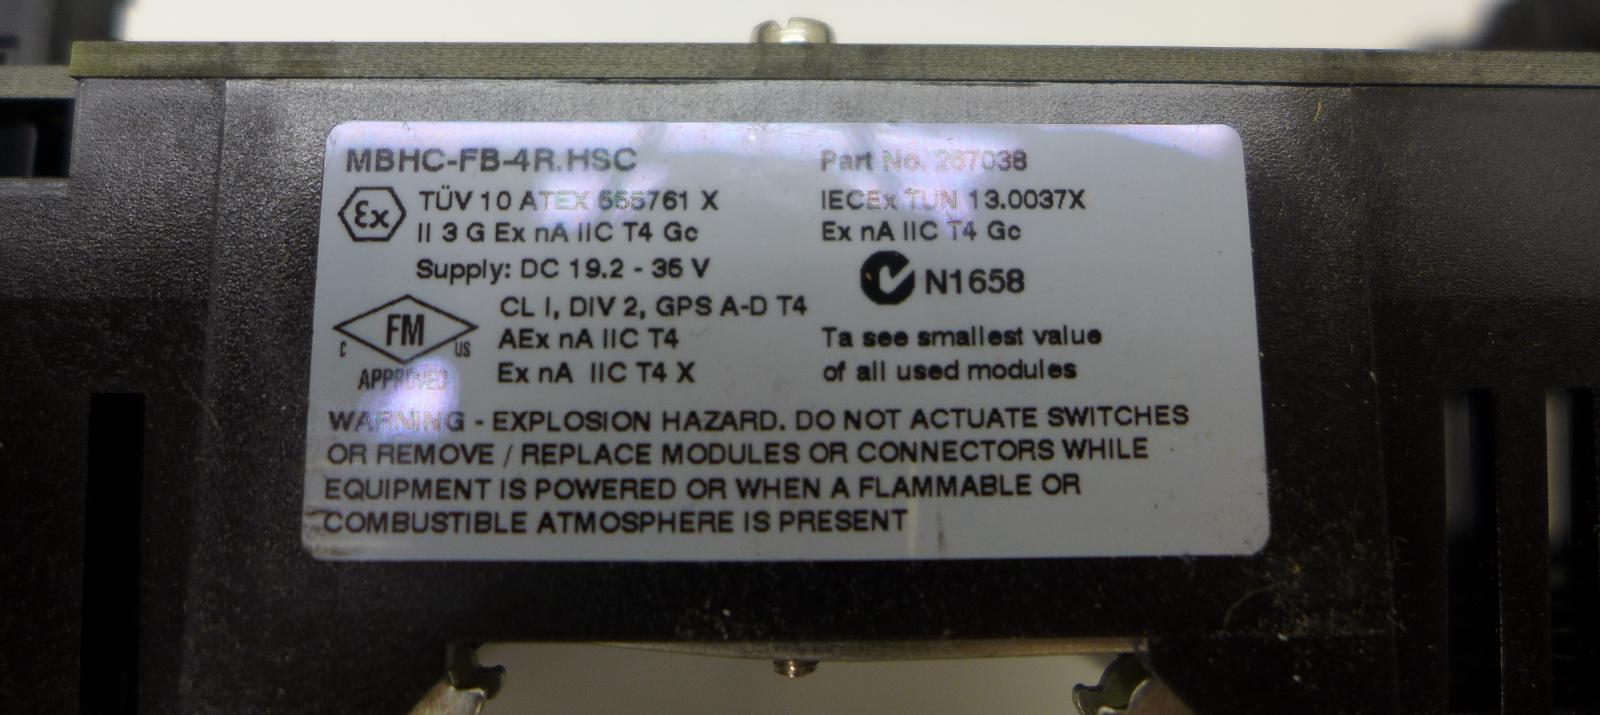 MBHC-FB-4R.HSC Part No. 267038
Ex TÜV 10 ATEX 555761 X IECEx TUN 13.0037X
II 3 G Ex nA IIC T4 Gc Ex nA IIC T4 Gc
Supply: DC 19.2 - 35 V N1658
CL I, DIV 2, GPS A-D T4
FM C US AEx nA IIC T4 Ta see smallest value
APPROVED Ex nA IIC T4 X of all used modules
WARNING - EXPLOSION HAZARD. DO NOT ACTUATE SWITCHES
OR REMOVE / REPLACE MODULES OR CONNECTORS WHILE
EQUIPMENT IS POWERED OR WHEN A FLAMMABLE OR
COMBUSTIBLE ATMOSPHERE IS PRESENT